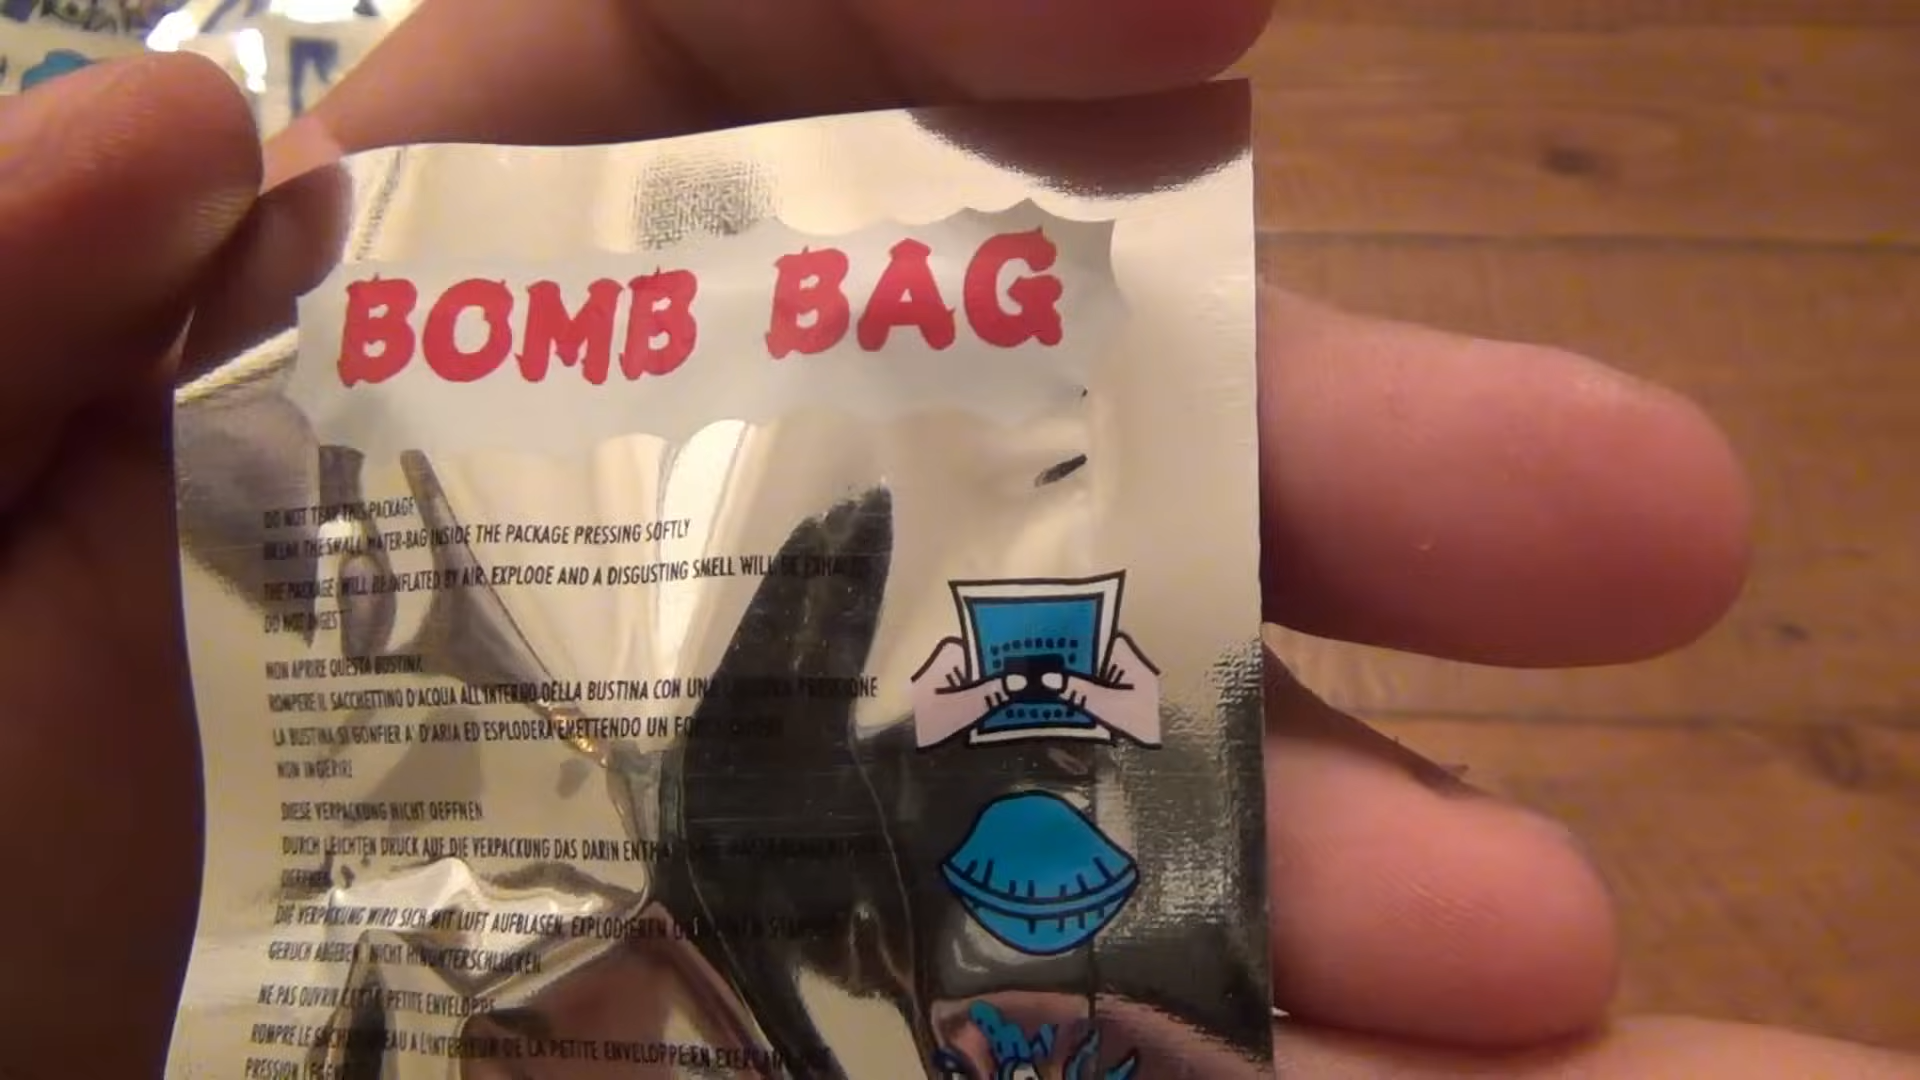 BOMB BAG
DO NOT TEAR THIS PACKAGE
BREAK THE SMALL WATER-BAG INSIDE THE PACKAGE PRESSING SOFTLY
THE PACKAGE WILL BE INFLATED BY AIR, EXPLODE AND A DISGUSTING SMELL WILL BE
DO NOT INGEST
NON APRIRE QUESTA BUSTINA
ROMPERE IL SACCHETTINO D'ACQUA ALL'INTERNO DELLA BUSTINA CON UNA PRESSIONE
LA BUSTINA SI GONFIER A' D'ARIA ED ESPLODERA' EMETTENDO UN
NON INGERIRE
DIESE VERPACKUNG NICHT OEFFNEN
DURCH LEICHTEN DRUCK AUF DIE VERPACKUNG DAS DARIN
OEFFNEN
DIE VERPACKUNG WIRD SICH MIT LUFT AUFBLASEN, EXPLODIEREN
GERUCH ABGEBEN. NICHT HINUNTERSCHLUCKEN
NE PAS OUVRIR CETTE PETITE ENVELOPPE
ROMPRE LE SACHET D'EAU A L'INTERIEUR DE LA PETITE ENVELOPPE EN
PRESSION